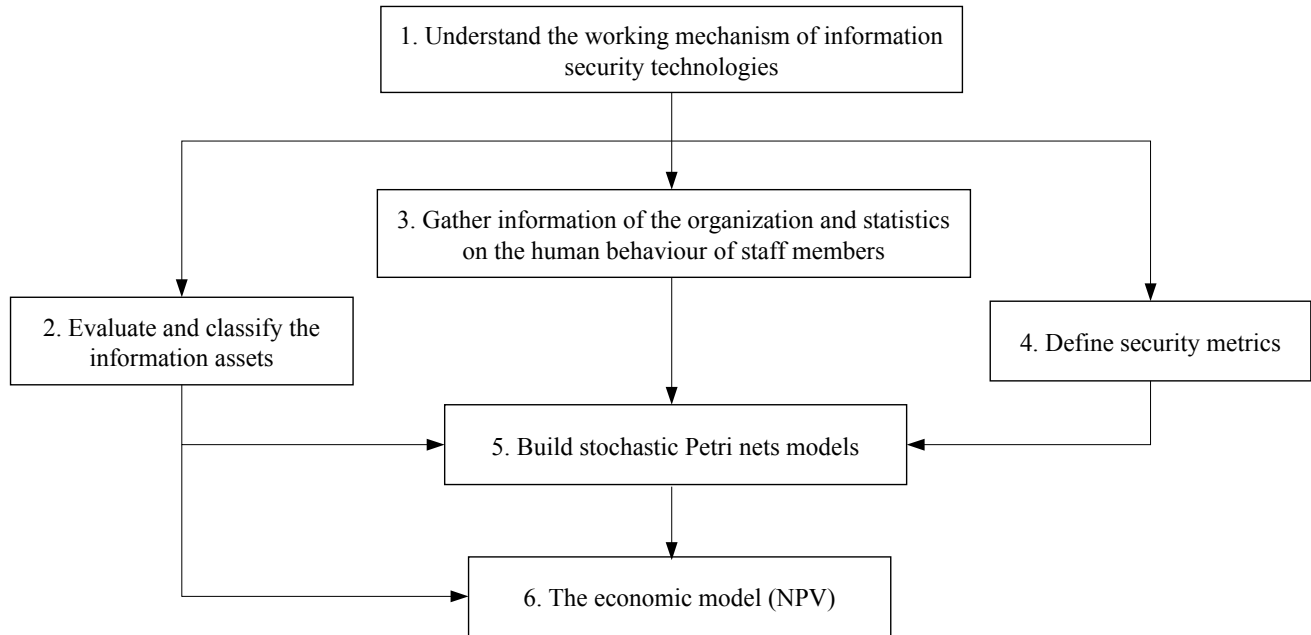 1. Understand the working mechanism of information
security technologies
3. Gather information of the organization and statistics
on the human behaviour of staff members
2. Evaluate and classify the
information assets
4. Define security metrics
5. Build stochastic Petri nets models
6. The economic model (NPV)